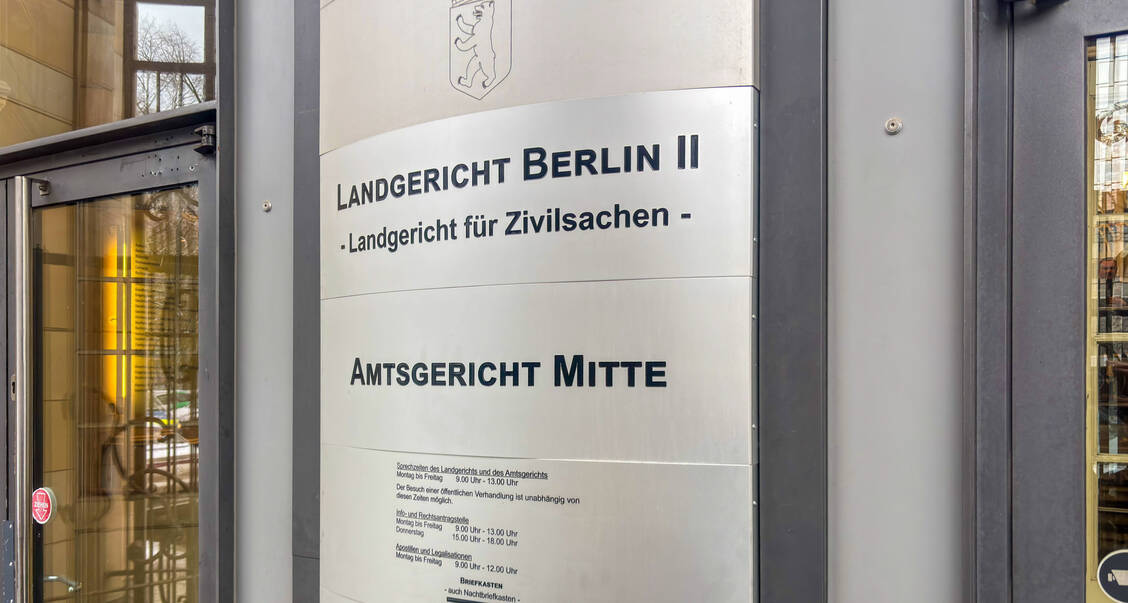 LANDGERICHT BERLIN II
- Landgericht für Zivilsachen -
AMTSGERICHT MITTE
Sprechzeiten des Landgerichts und des Amtsgerichts
Montag bis Freitag 9.00 Uhr - 13.00 Uhr
Der Besuch einer öffentlichen Verhandlung ist unabhängig von
diesen Zeiten möglich.
Info- und Rechtsantragstelle
Montag bis Freitag 9.00 Uhr - 13.00 Uhr
Donnerstag 15.00 Uhr - 18.00 Uhr
Apostillen und Legalisationen
Montag bis Freitag 9.00 Uhr - 12.00 Uhr
BRIEFKASTEN
- auch Nachtbriefkasten -
ZIEHEN